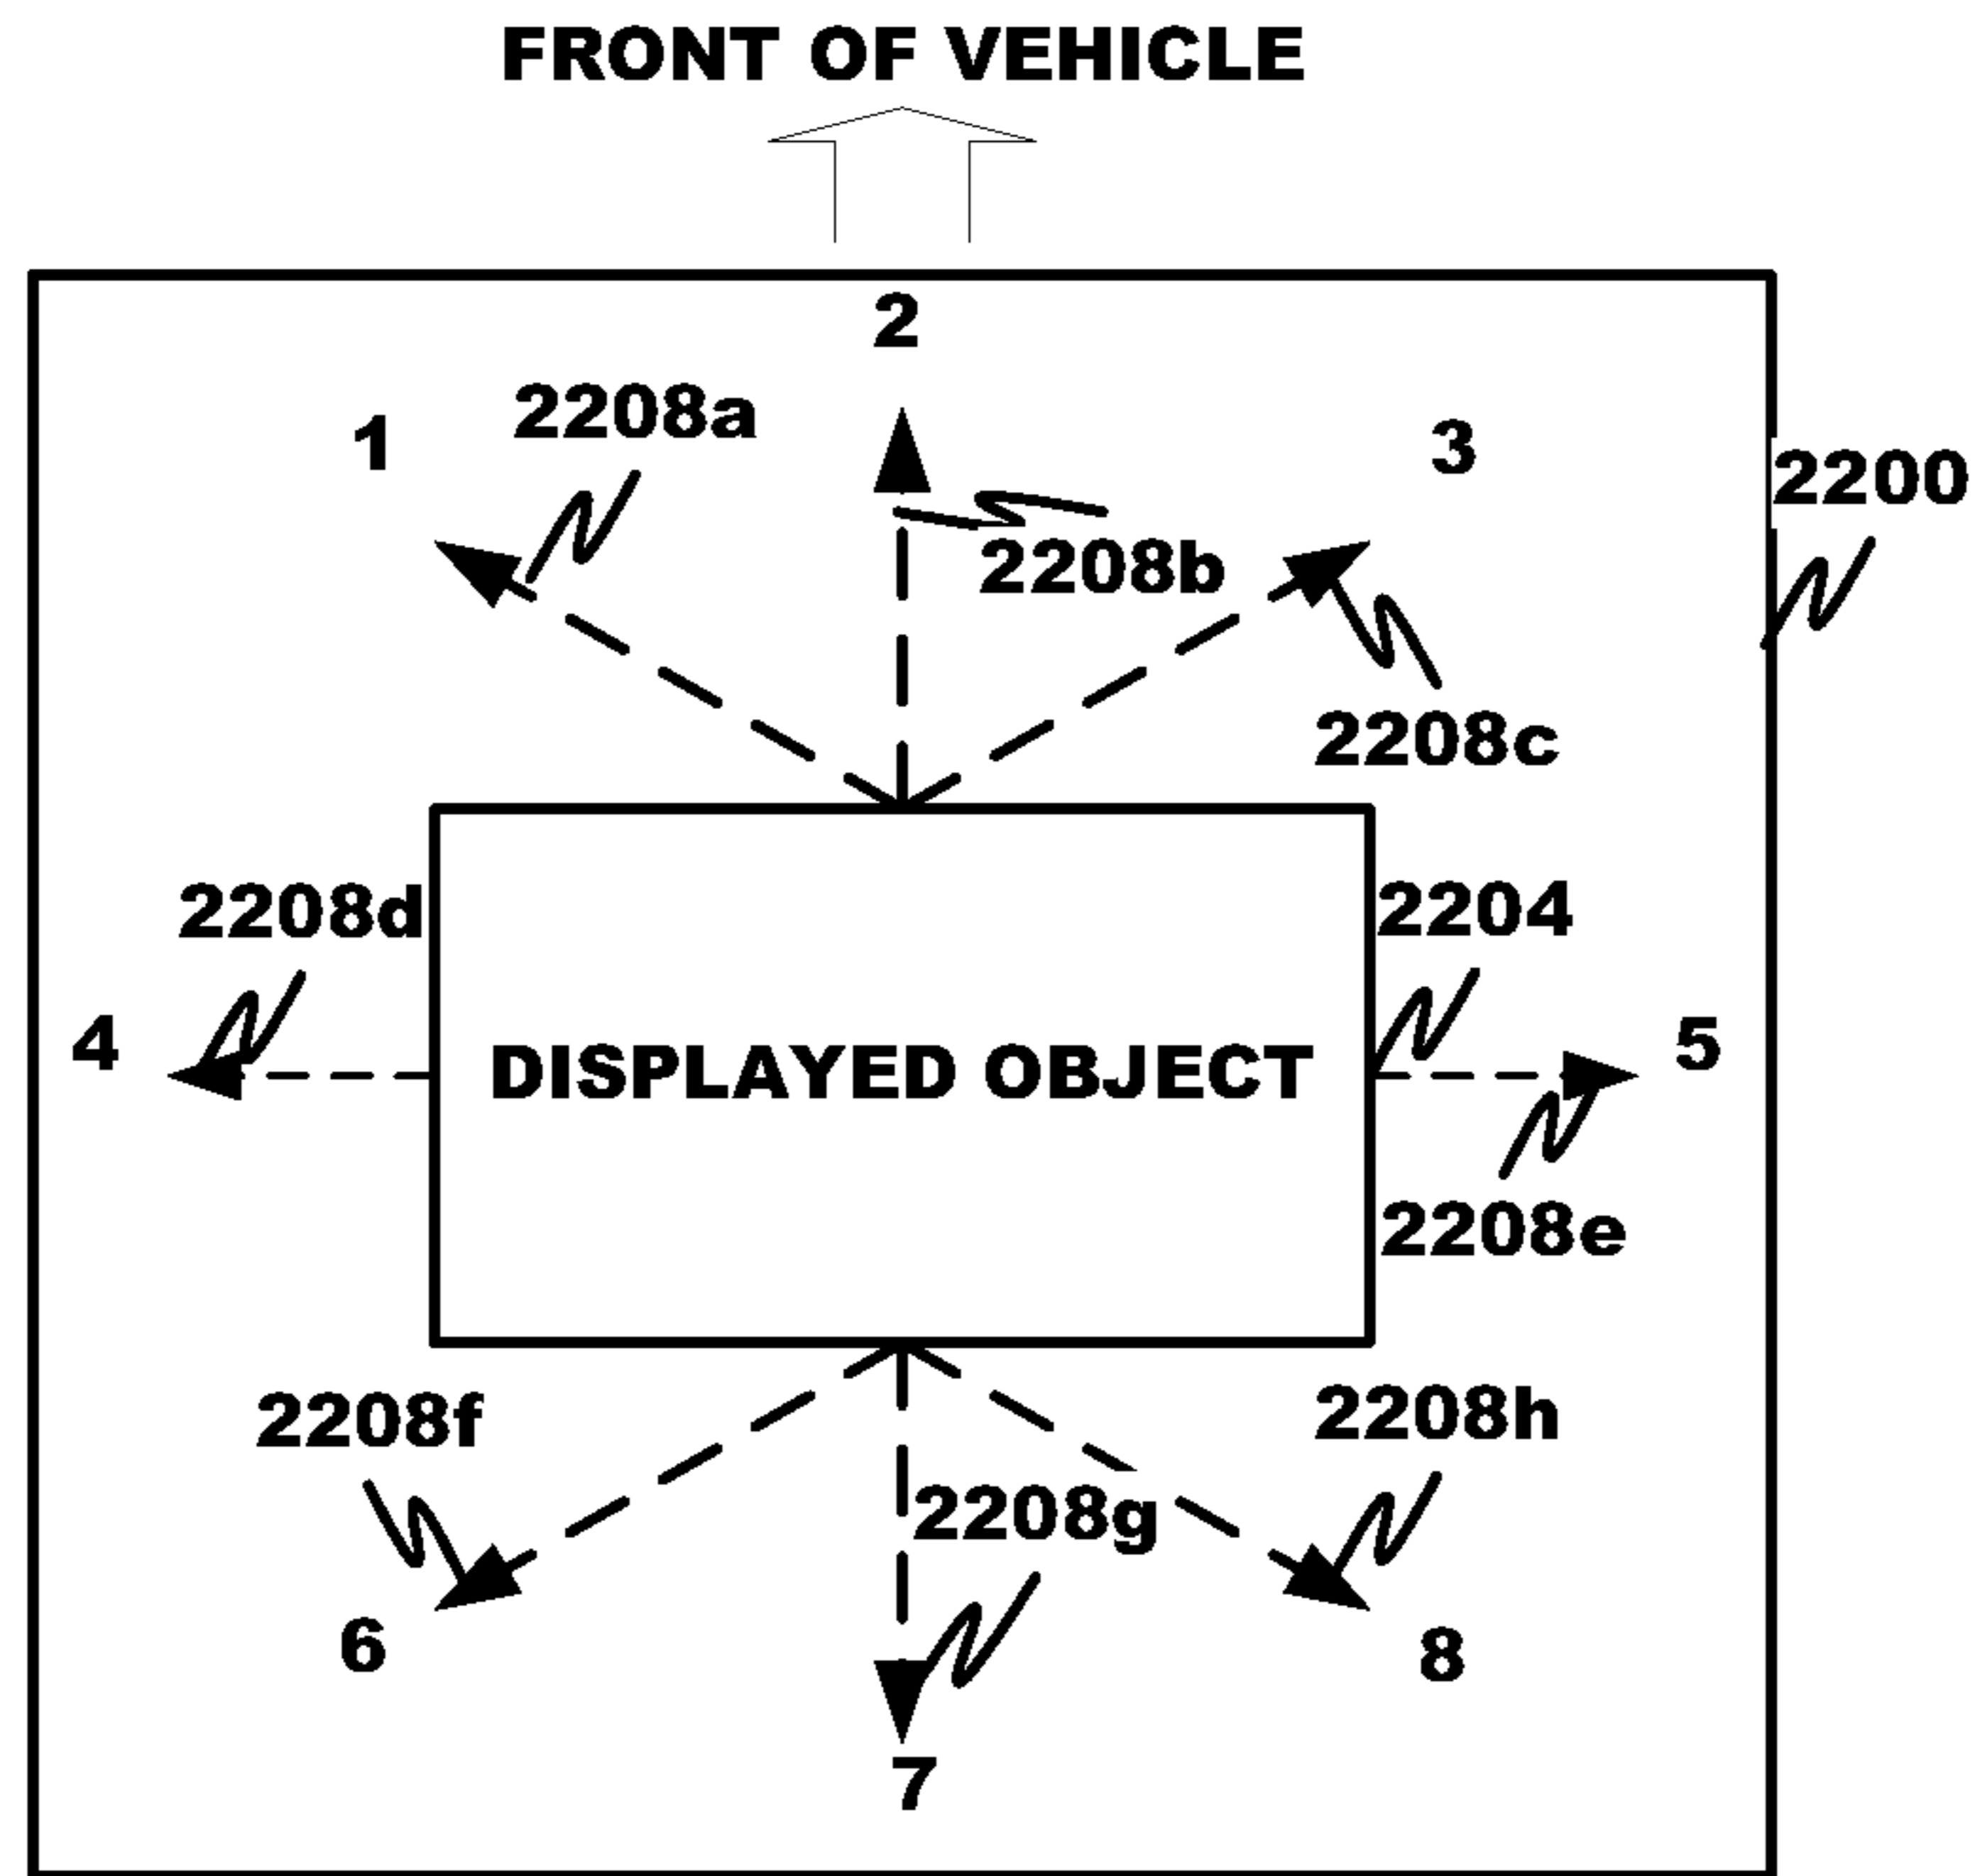 FRONT OF VEHICLE
2
1
2208a
3
2200
2208b
2208c
2208d
2204
4
DISPLAYED OBJECT
5
2208e
2208f
2208h
2208g
6
8
7